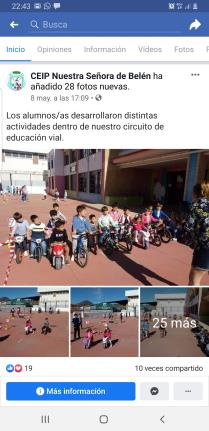 22:43
Busca
Inicio Opiniones Información Vídeos Fotos
CEIP Nuestra Señora de Belén ha
añadido 28 fotos nuevas.
8 may. a las 17:09
Los alumnos/as desarrollaron distintas
actividades dentro de nuestro circuito de
educación vial.
25 más
19
10 veces compartido
Más información